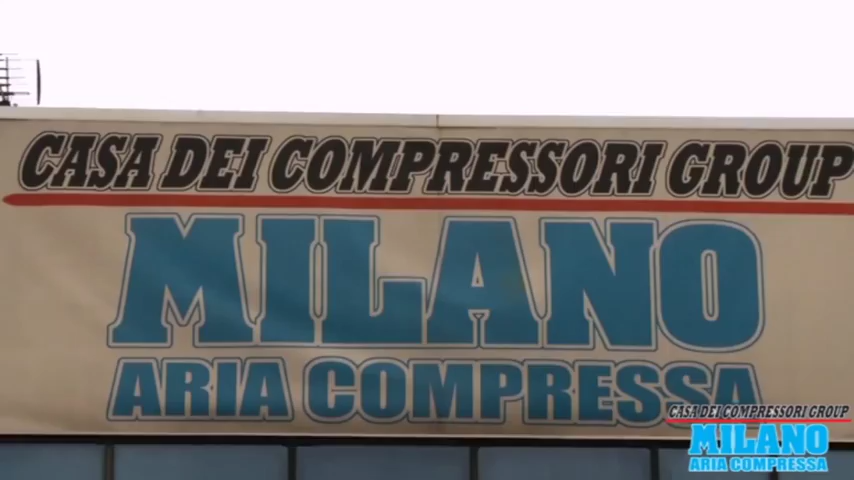 CASA DEI COMPRESSORI GROUP
MILANO
ARIA COMPRESSA
CASA DEI COMPRESSORI GROUP
MILANO
ARIA COMPRESSA